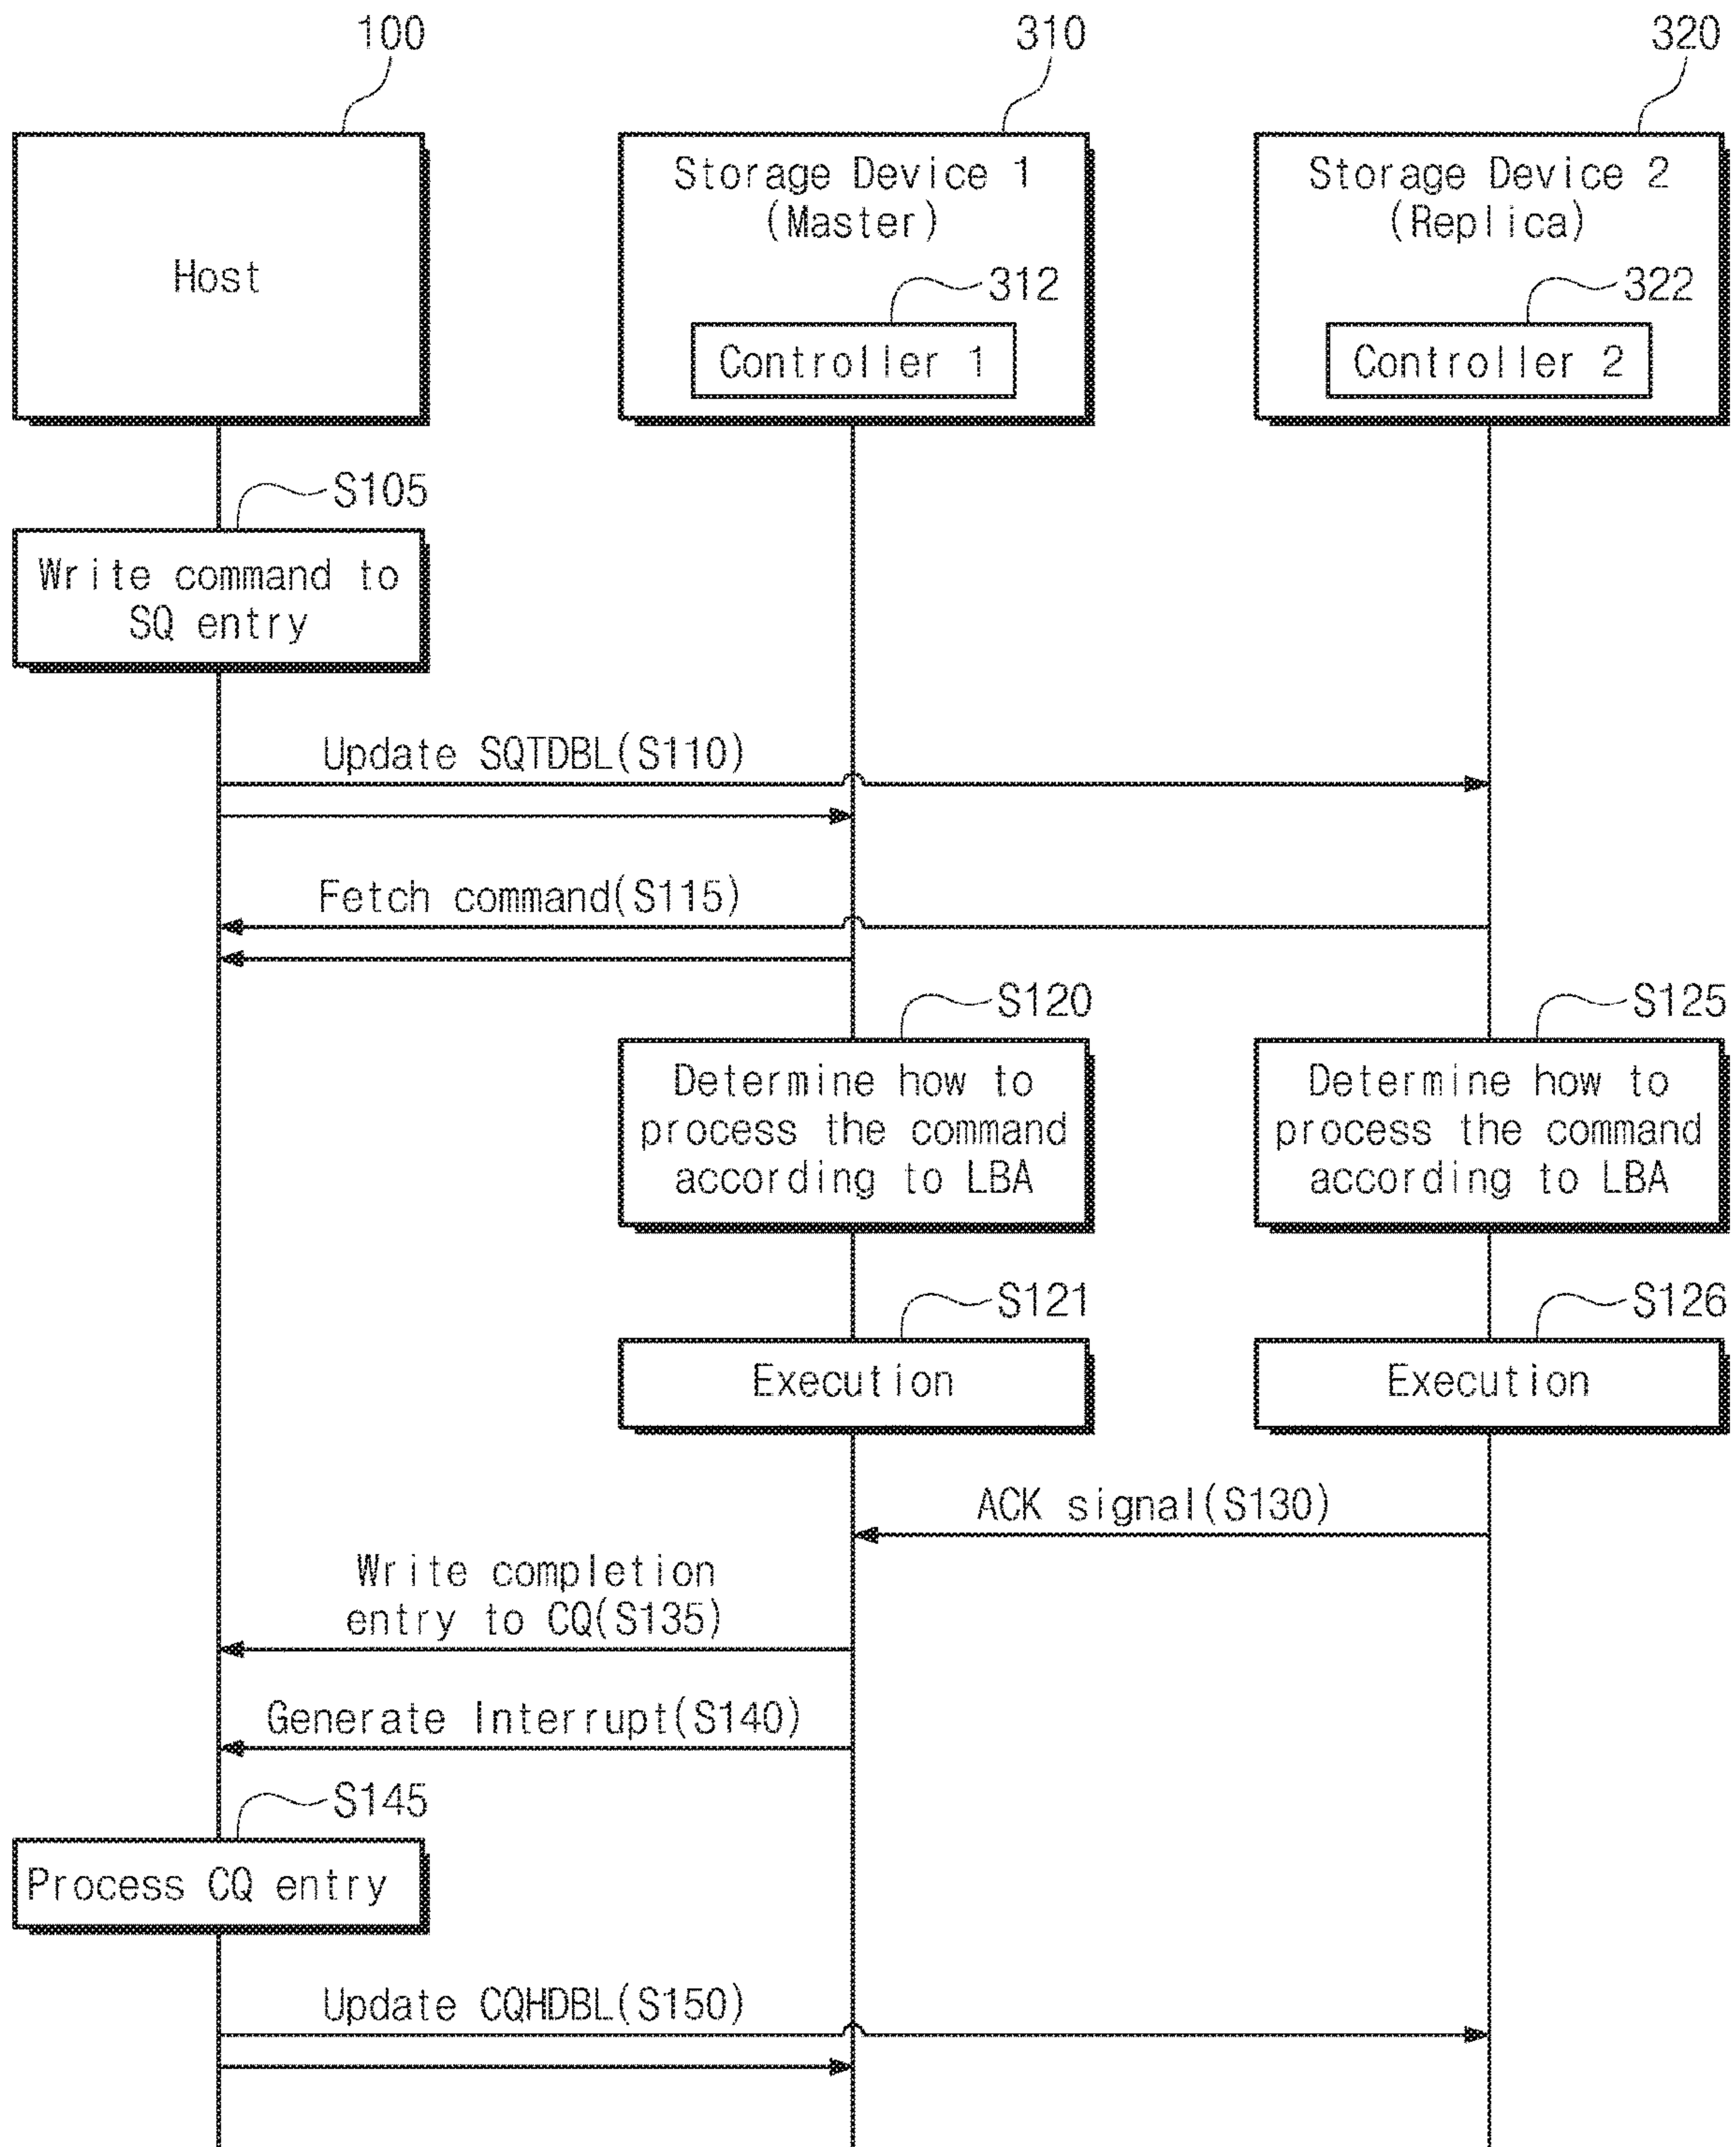 100
310
320
Host
Storage Device 1
(Master)
312
Controller 1
Storage Device 2
(Replica)
322
Controller 2
S105
Write command to
SQ entry
Update SQTDBL(S110)
Fetch command(S115)
S120
Determine how to
process the command
according to LBA
S125
Determine how to
process the command
according to LBA
S121
Execution
S126
Execution
ACK signal(S130)
Write completion
entry to CQ(S135)
Generate Interrupt(S140)
S145
Process CQ entry
Update CQHDBL(S150)